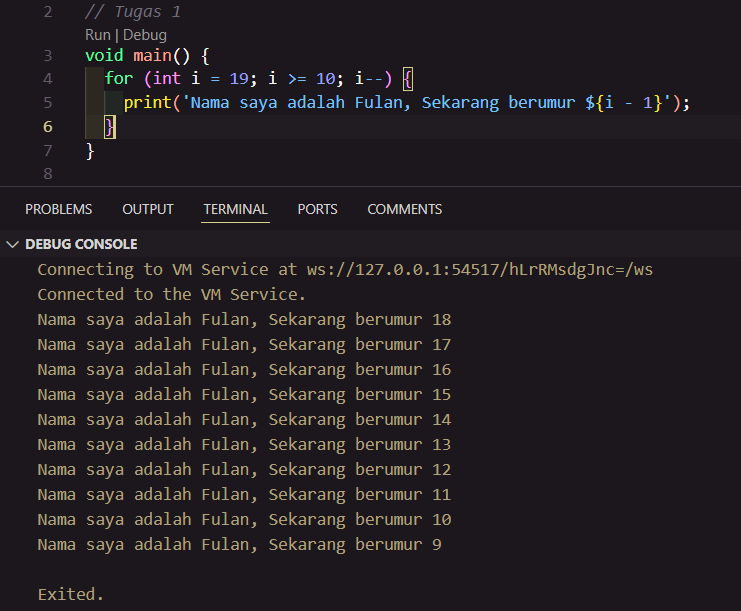 2 // Tugas 1
Run | Debug
3 void main() {
4 for (int i = 19; i >= 10; i--) {
5 print('Nama saya adalah Fulan, Sekarang berumur ${i - 1}');
6 }
7 }
8
PROBLEMS OUTPUT TERMINAL PORTS COMMENTS
DEBUG CONSOLE
Connecting to VM Service at ws://127.0.0.1:54517/hLrRMsdgJnc=/ws
Connected to the VM Service.
Nama saya adalah Fulan, Sekarang berumur 18
Nama saya adalah Fulan, Sekarang berumur 17
Nama saya adalah Fulan, Sekarang berumur 16
Nama saya adalah Fulan, Sekarang berumur 15
Nama saya adalah Fulan, Sekarang berumur 14
Nama saya adalah Fulan, Sekarang berumur 13
Nama saya adalah Fulan, Sekarang berumur 12
Nama saya adalah Fulan, Sekarang berumur 11
Nama saya adalah Fulan, Sekarang berumur 10
Nama saya adalah Fulan, Sekarang berumur 9
Exited.